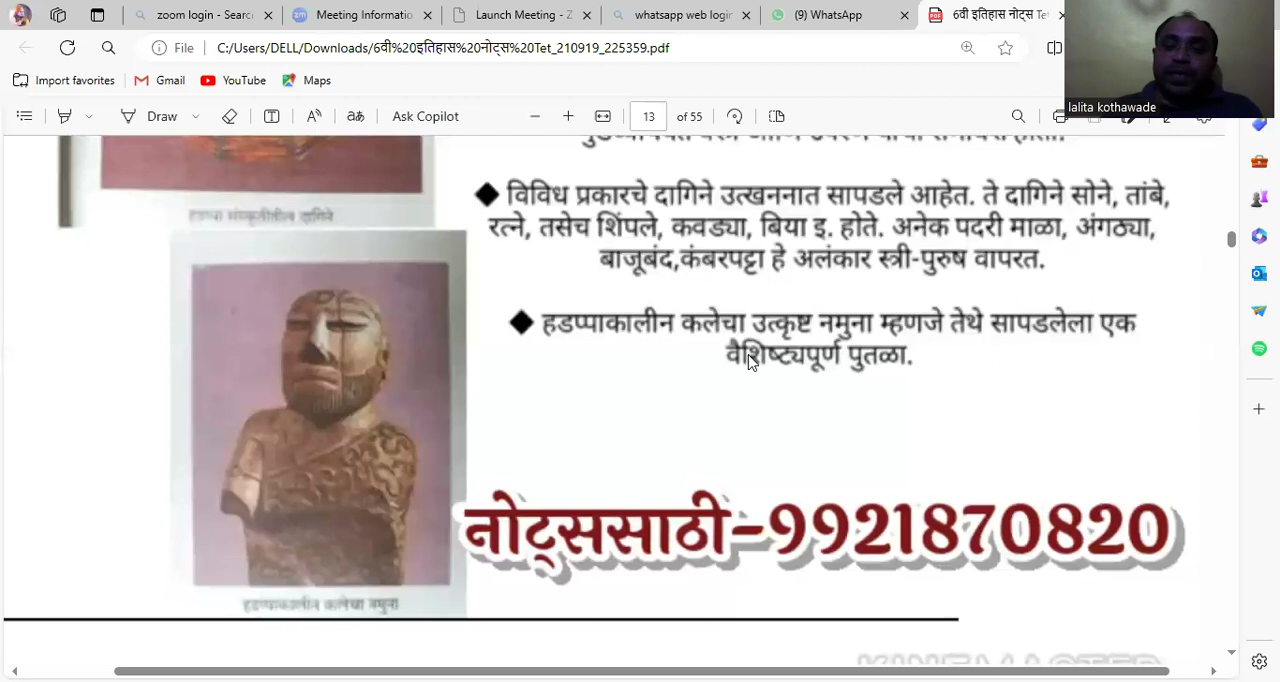 zoom login - Searc
Meeting Informatio
Launch Meeting - Z
whatsapp web login
(9) WhatsApp
6वी इतिहास नोट्स Te
File
C:/Users/DELL/Downloads/6वी%20इतिहास%20नोट्स%20Tet_210919_225359.pdf
Import favorites
Gmail
YouTube
Maps
lalita kothawade
Draw
Ask Copilot
13
of 55
◆ विविध प्रकारचे दागिने उत्खननात सापडले आहेत. ते दागिने सोने, तांबे,
रत्ने, तसेच शिंपले, कवड्या, बिया इ. होते. अनेक पदरी माळा, अंगठ्या,
बाजूबंद,कंबरपट्टा हे अलंकार स्त्री-पुरुष वापरत.
हडप्पा संस्कृतीतील दागिने
◆ हडप्पाकालीन कलेचा उत्कृष्ट नमुना म्हणजे तेथे सापडलेला एक
वैशिष्ट्यपूर्ण पुतळा.
नोट्ससाठी-9921870820
हडप्पाकालीन कलेचा नमुना